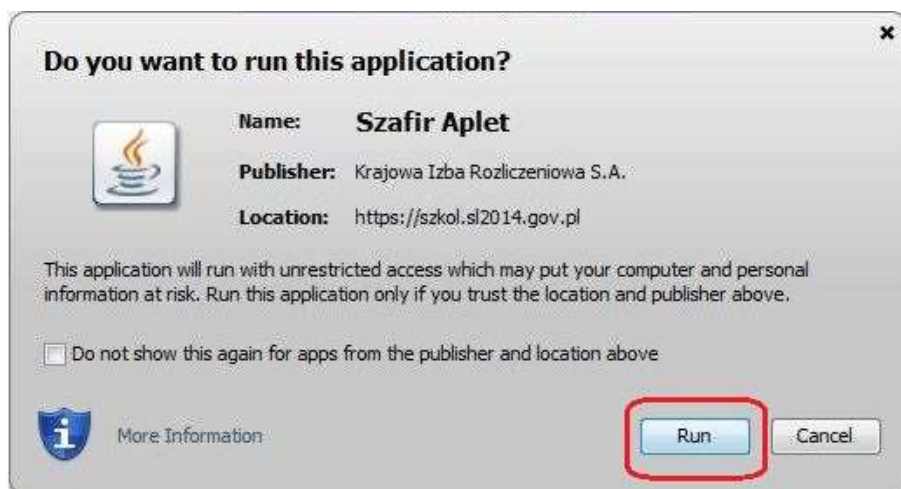 Do you want to run this application?
Name: Szafir Aplet
Publisher: Krajowa Izba Rozliczeniowa S.A.
Location: https://szkol.sl2014.gov.pl
This application will run with unrestricted access which may put your computer and personal
information at risk. Run this application only if you trust the location and publisher above.
Do not show this again for apps from the publisher and location above
More Information
Run
Cancel